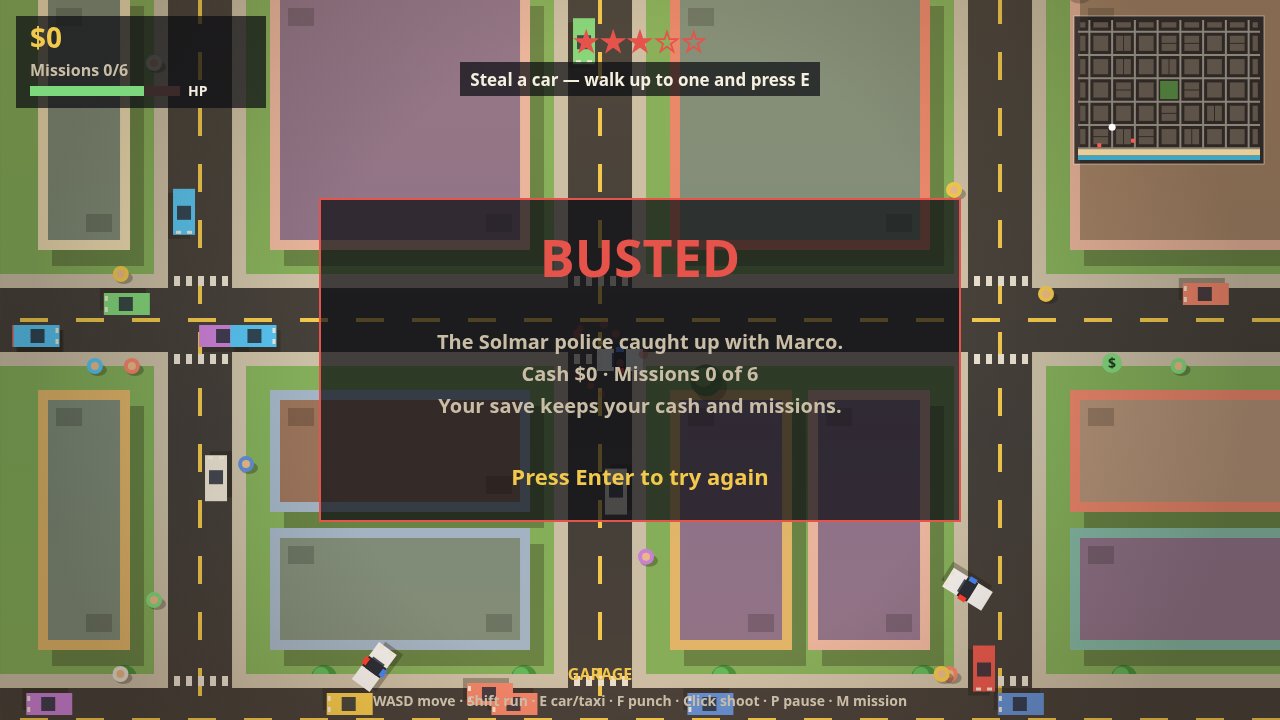 $0
Missions 0/6
HP
Steal a car — walk up to one and press E
BUSTED
The Solmar police caught up with Marco.
Cash $0 · Missions 0 of 6
Your save keeps your cash and missions.
Press Enter to try again
$
GARAGE
WASD move · Shift run · E car/taxi · F punch · Click shoot · P pause · M mission